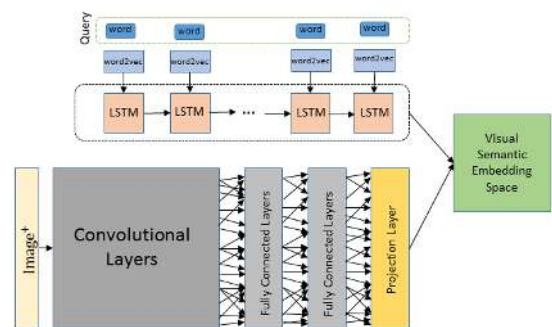 Query
word word word word
word2vec word2vec word2vec word2vec
LSTM LSTM ... LSTM LSTM
Visual
Semantic
Embedding
Space
Image+
Convolutional
Layers
Fully Connected Layers
Fully Connected Layers
Projection Layer